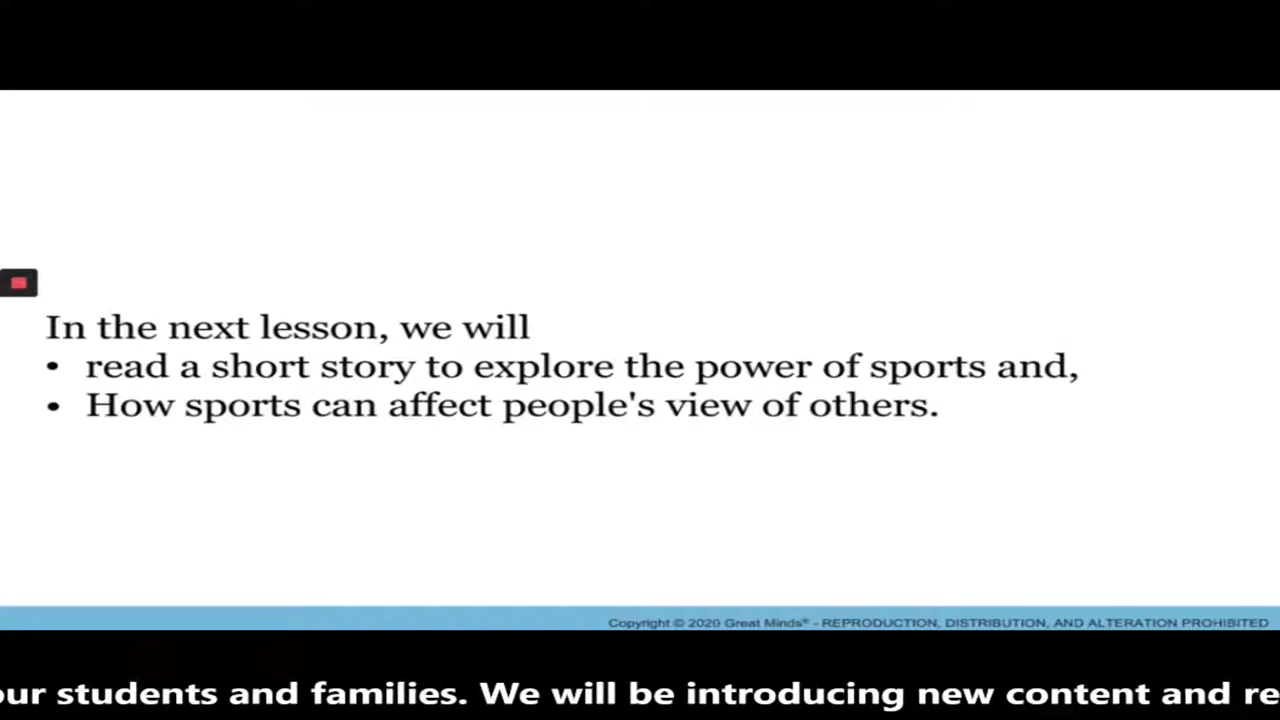 In the next lesson, we will
• read a short story to explore the power of sports and,
• How sports can affect people's view of others.
Copyright © 2020 Great Minds® - REPRODUCTION, DISTRIBUTION, AND ALTERATION PROHIBITED
students and families. We will be introducing new content and